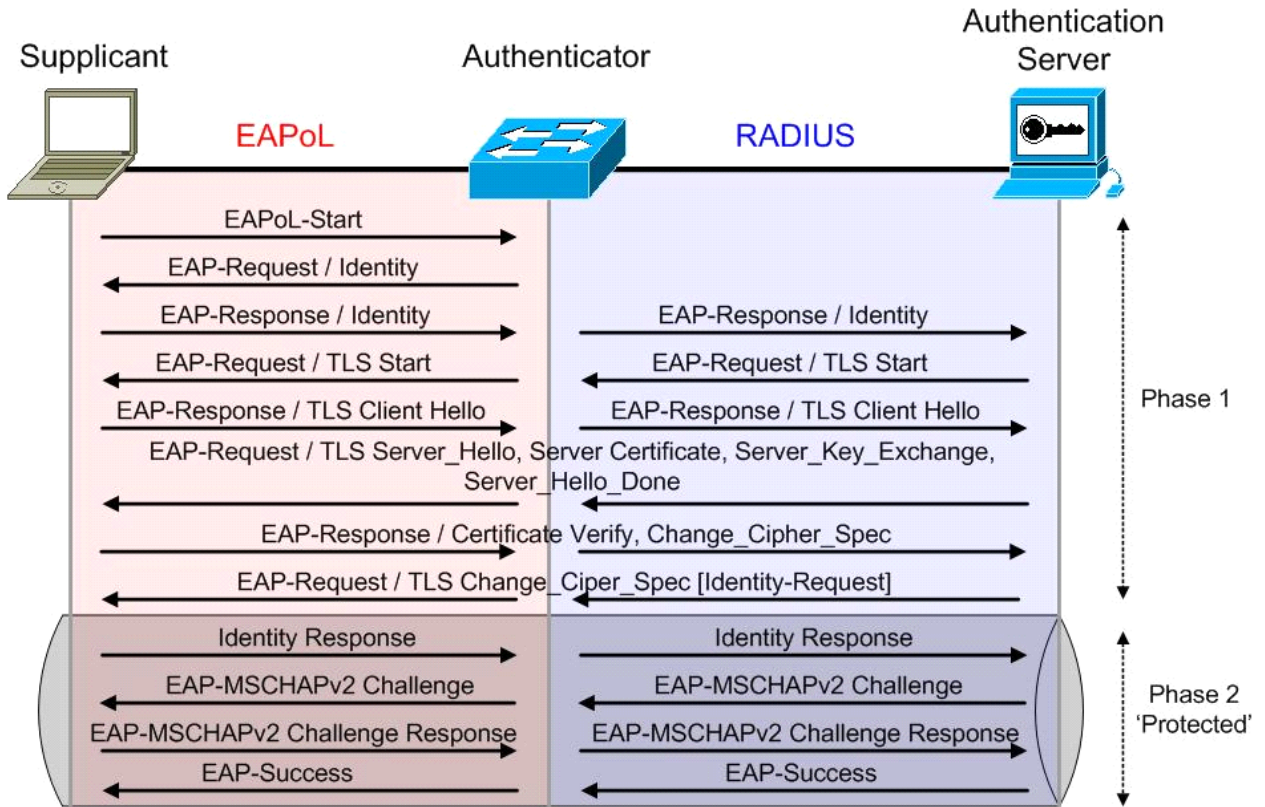 Supplicant
Authenticator
Authentication
Server
EAPoL
RADIUS
EAPoL-Start
EAP-Request / Identity
EAP-Response / Identity
EAP-Response / Identity
EAP-Request / TLS Start
EAP-Request / TLS Start
EAP-Response / TLS Client Hello
EAP-Response / TLS Client Hello
EAP-Request / TLS Server_Hello, Server Certificate, Server_Key_Exchange,
Server_Hello_Done
EAP-Response / Certificate Verify, Change_Cipher_Spec
EAP-Request / TLS Change_Ciper_Spec [Identity-Request]
Phase 1
Identity Response
Identity Response
EAP-MSCHAPv2 Challenge
EAP-MSCHAPv2 Challenge
EAP-MSCHAPv2 Challenge Response
EAP-MSCHAPv2 Challenge Response
EAP-Success
EAP-Success
Phase 2
‘Protected’